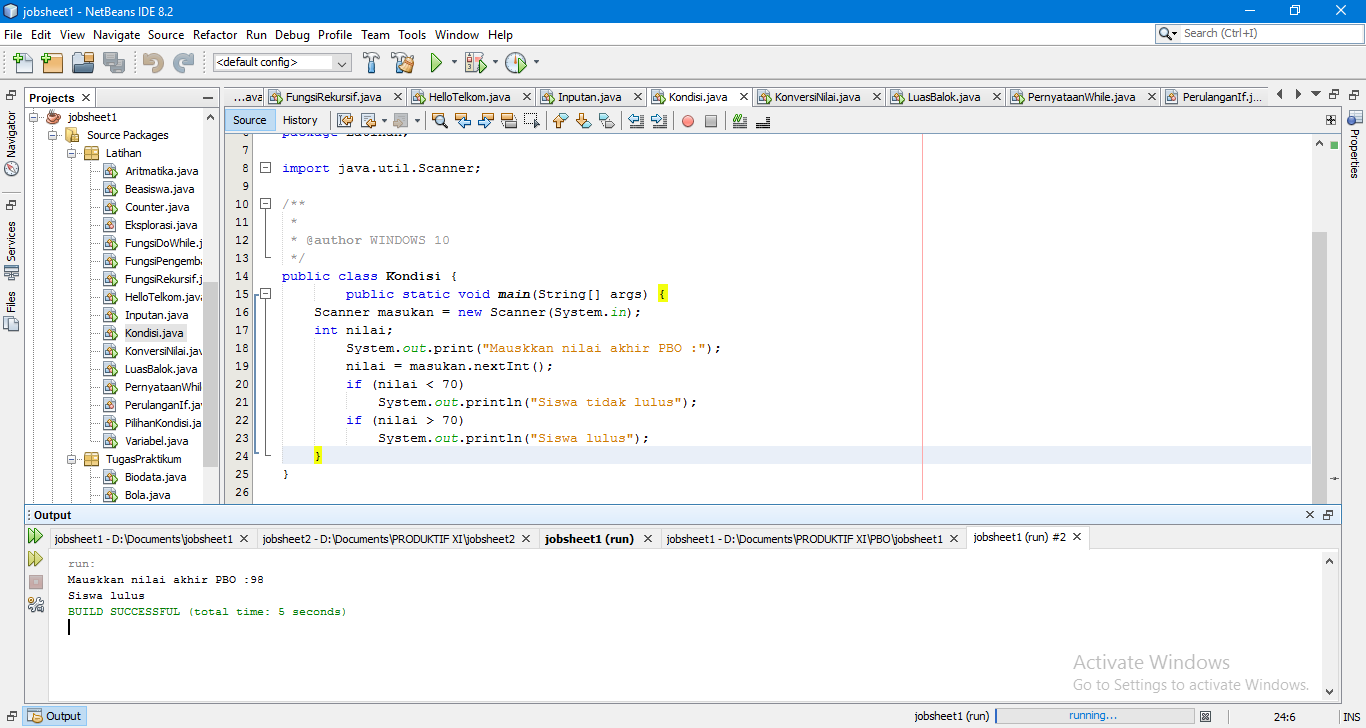 jobsheet1 - NetBeans IDE 8.2
File Edit View Navigate Source Refactor Run Debug Profile Team Tools Window Help
Search (Ctrl+I)
<default config>
Projects
...ava FungsiRekursif.java HelloTelkom.java Inputan.java Kondisi.java KonversiNilai.java LuasBalok.java PernyataanWhile.java PerulanganIf.j...
Navigator
Services
Files
Properties
jobsheet1
Source Packages
Latihan
Aritmatika.java
Beasiswa.java
Counter.java
Eksplorasi.java
FungsiDoWhile.j
FungsiPengemb
FungsiRekursif.j
HelloTelkom.java
Inputan.java
Kondisi.java
KonversiNilai.jav
LuasBalok.java
PernyataanWhil
PerulanganIf.ja
PilihanKondisi.ja
Variabel.java
TugasPraktikum
Biodata.java
Bola.java
Source History
6 package Latihan;
7
8 import java.util.Scanner;
9
10 /**
11 *
12 * @author WINDOWS 10
13 */
14 public class Kondisi {
15 public static void main(String[] args) {
16 Scanner masukan = new Scanner(System.in);
17 int nilai;
18 System.out.print("Mauskkan nilai akhir PBO :");
19 nilai = masukan.nextInt();
20 if (nilai < 70)
21 System.out.println("Siswa tidak lulus");
22 if (nilai > 70)
23 System.out.println("Siswa lulus");
24 }
25 }
26
Output
jobsheet1 - D:\Documents\jobsheet1 jobsheet2 - D:\Documents\PRODUKTIF XI\jobsheet2 jobsheet1 (run) jobsheet1 - D:\Documents\PRODUKTIF XI\PBO\jobsheet1 jobsheet1 (run) #2
run:
Mauskkan nilai akhir PBO :98
Siswa lulus
BUILD SUCCESSFUL (total time: 5 seconds)
Activate Windows
Go to Settings to activate Windows.
Output
jobsheet1 (run) running... 24:6 INS